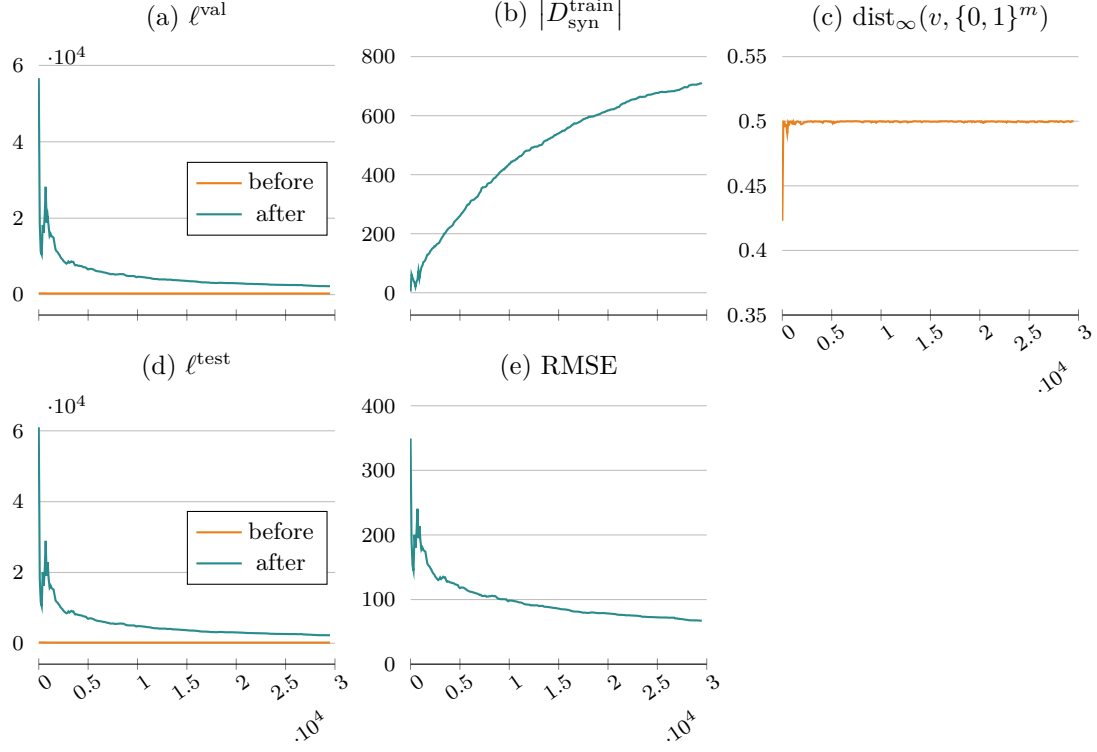 (a) ℓ^val
·10^4
6
4
2
0
before
after
(b) |D_syn^train|
800
600
400
200
0
(c) dist_∞(v, {0, 1}^m)
0.55
0.5
0.45
0.4
0.35
0 0.5 1 1.5 2 2.5 3
·10^4
(d) ℓ^test
·10^4
6
4
2
0
before
after
0 0.5 1 1.5 2 2.5 3
·10^4
(e) RMSE
400
300
200
100
0
0 0.5 1 1.5 2 2.5 3
·10^4